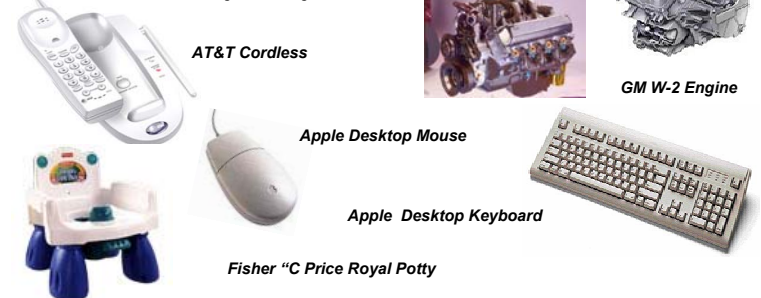 AT&T Cordless
GM W-2 Engine
Apple Desktop Mouse
Apple Desktop Keyboard
Fisher “C Price Royal Potty